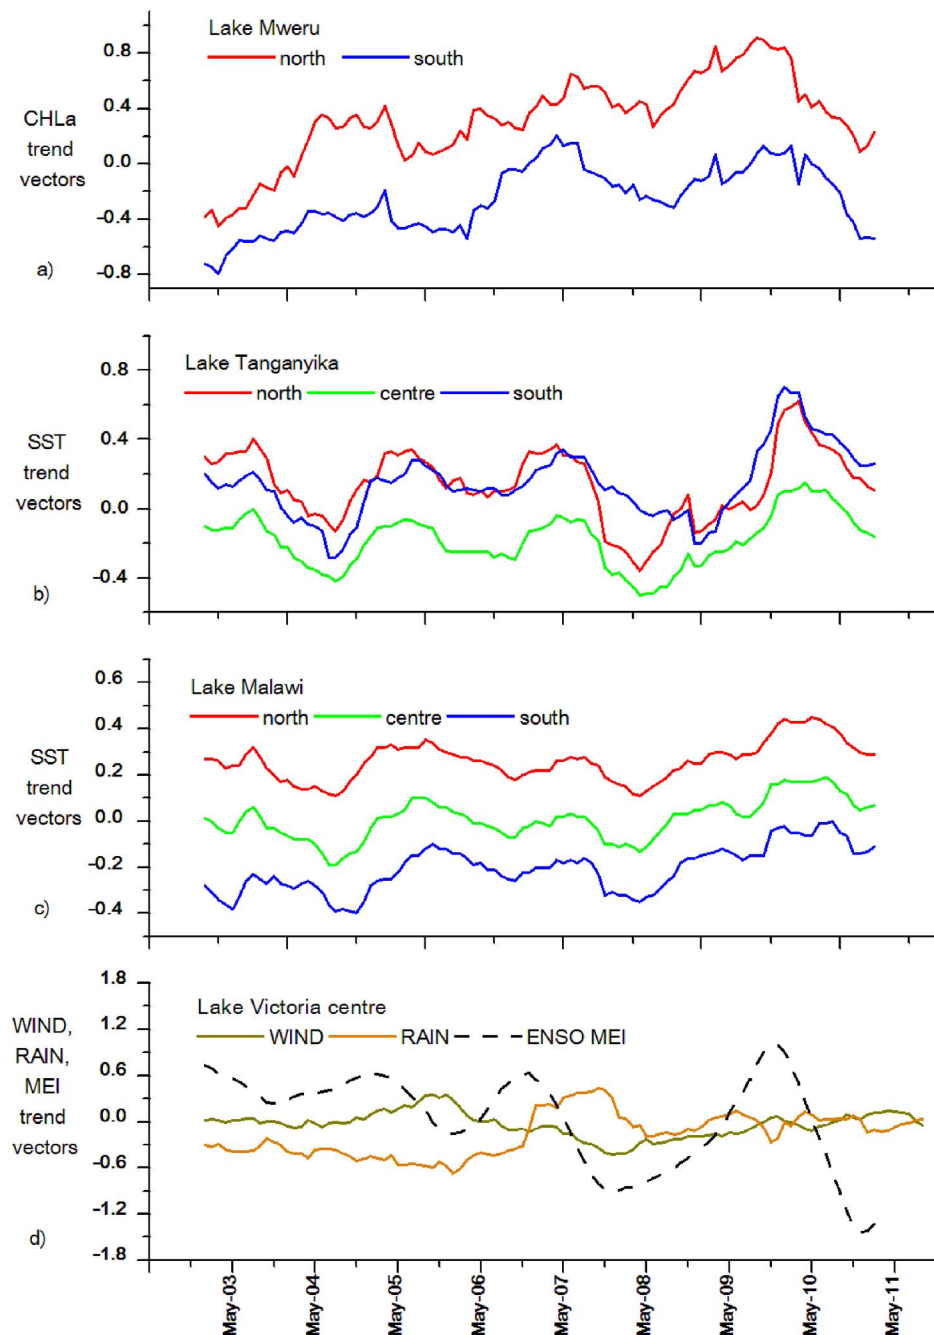 Lake Mweru
north south
CHLa
trend
vectors
0.8
0.4
0.0
-0.4
-0.8
a)
Lake Tanganyika
north centre south
SST
trend
vectors
0.8
0.4
0.0
-0.4
b)
Lake Malawi
north centre south
SST
trend
vectors
0.6
0.4
0.2
0.0
-0.2
-0.4
c)
Lake Victoria centre
WIND RAIN ENSO MEI
WIND,
RAIN,
MEI
trend
vectors
1.8
1.2
0.6
0.0
-0.6
-1.2
-1.8
d)
May-03
May-04
May-05
May-06
May-07
May-08
May-09
May-10
May-11